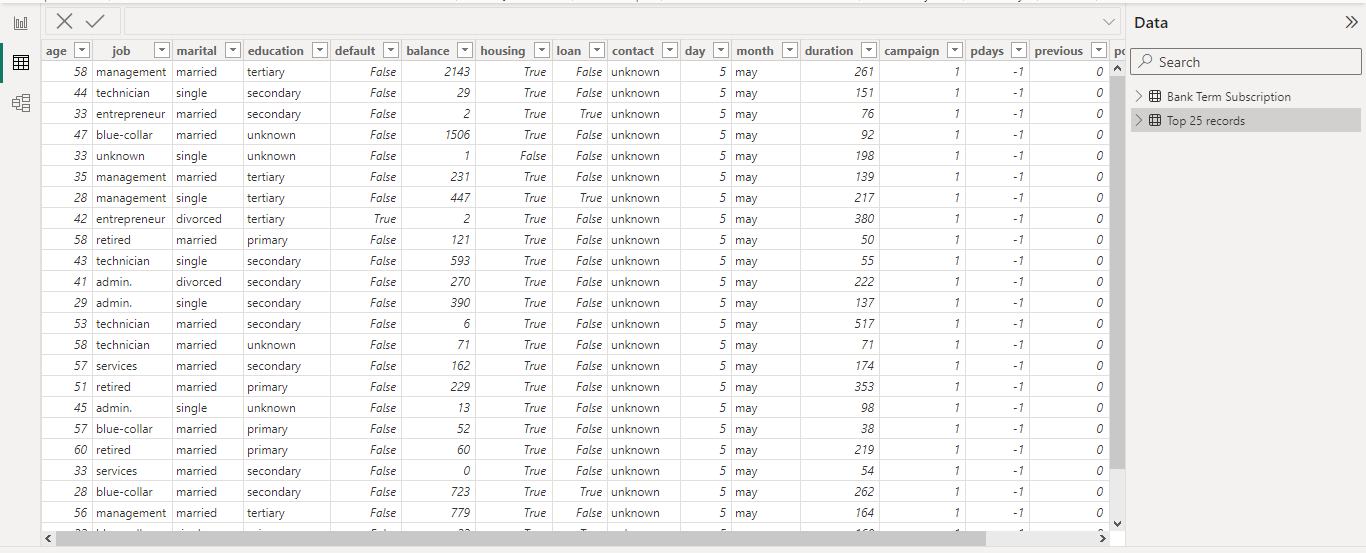 Data
age job marital education default balance housing loan contact day month duration campaign pdays previous
Search
58 management married tertiary False 2143 True False unknown 5 may 261 1 -1 0
44 technician single secondary False 29 True False unknown 5 may 151 1 -1 0
Bank Term Subscription
33 entrepreneur married secondary False 2 True True unknown 5 may 76 1 -1 0
Top 25 records
47 blue-collar married unknown False 1506 True False unknown 5 may 92 1 -1 0
33 unknown single unknown False 1 False False unknown 5 may 198 1 -1 0
35 management married tertiary False 231 True False unknown 5 may 139 1 -1 0
28 management single tertiary False 447 True True unknown 5 may 217 1 -1 0
42 entrepreneur divorced tertiary True 2 True False unknown 5 may 380 1 -1 0
58 retired married primary False 121 True False unknown 5 may 50 1 -1 0
43 technician single secondary False 593 True False unknown 5 may 55 1 -1 0
41 admin. divorced secondary False 270 True False unknown 5 may 222 1 -1 0
29 admin. single secondary False 390 True False unknown 5 may 137 1 -1 0
53 technician married secondary False 6 True False unknown 5 may 517 1 -1 0
58 technician married unknown False 71 True False unknown 5 may 71 1 -1 0
57 services married secondary False 162 True False unknown 5 may 174 1 -1 0
51 retired married primary False 229 True False unknown 5 may 353 1 -1 0
45 admin. single unknown False 13 True False unknown 5 may 98 1 -1 0
57 blue-collar married primary False 52 True False unknown 5 may 38 1 -1 0
60 retired married primary False 60 True False unknown 5 may 219 1 -1 0
33 services married secondary False 0 True False unknown 5 may 54 1 -1 0
28 blue-collar married secondary False 723 True True unknown 5 may 262 1 -1 0
56 management married tertiary False 779 True False unknown 5 may 164 1 -1 0